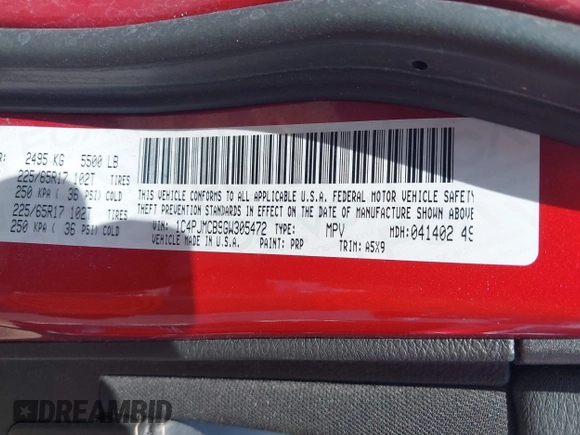 R: 2495 KG 5500 LB
225/65R17 102T TIRES
250 KPA ( 36 PSI) COLD
225/65R17 102T TIRES
250 KPA ( 36 PSI) COLD
THIS VEHICLE CONFORMS TO ALL APPLICABLE U.S.A. FEDERAL MOTOR VEHICLE SAFETY
THEFT PREVENTION STANDARDS IN EFFECT ON THE DATE OF MANUFACTURE SHOWN ABOVE
VIN: 1C4PJMCB9GW305472 TYPE: MPV MDH:041402 49
VEHICLE MADE IN U.S.A. PAINT: PRP TRIM: A5X9
DREAMBID